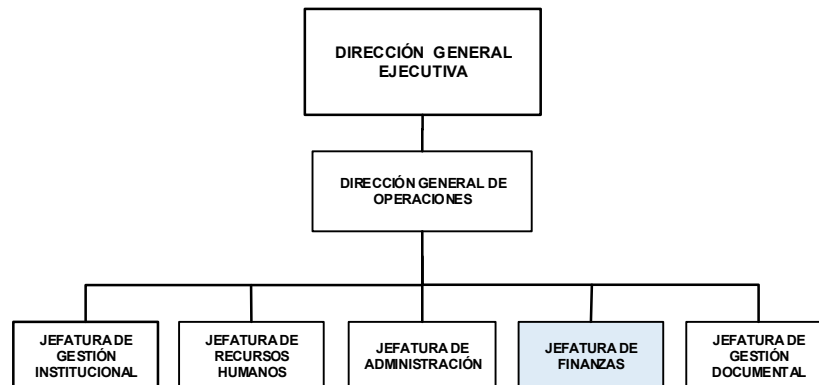 DIRECCIÓN GENERAL
EJECUTIVA
DIRECCIÓN GENERAL DE
OPERACIONES
JEFATURA DE
GESTIÓN
INSTITUCIONAL
JEFATURA DE
RECURSOS
HUMANOS
JEFATURA DE
ADMINISTRACIÓN
JEFATURA DE
FINANZAS
JEFATURA DE
GESTIÓN
DOCUMENTAL